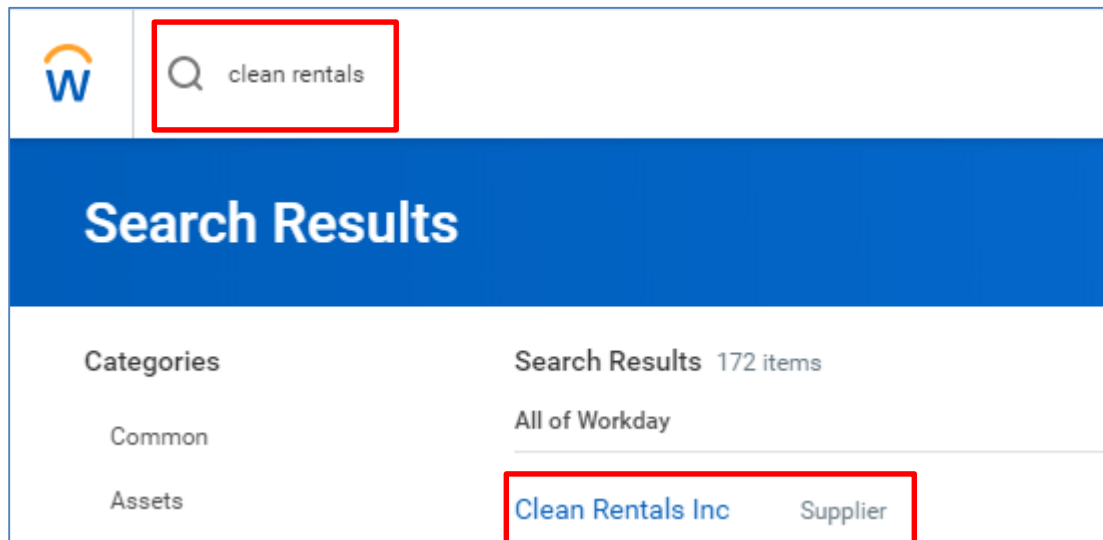 W
clean rentals
Search Results
Categories
Common
Assets
Search Results 172 items
All of Workday
Clean Rentals Inc Supplier